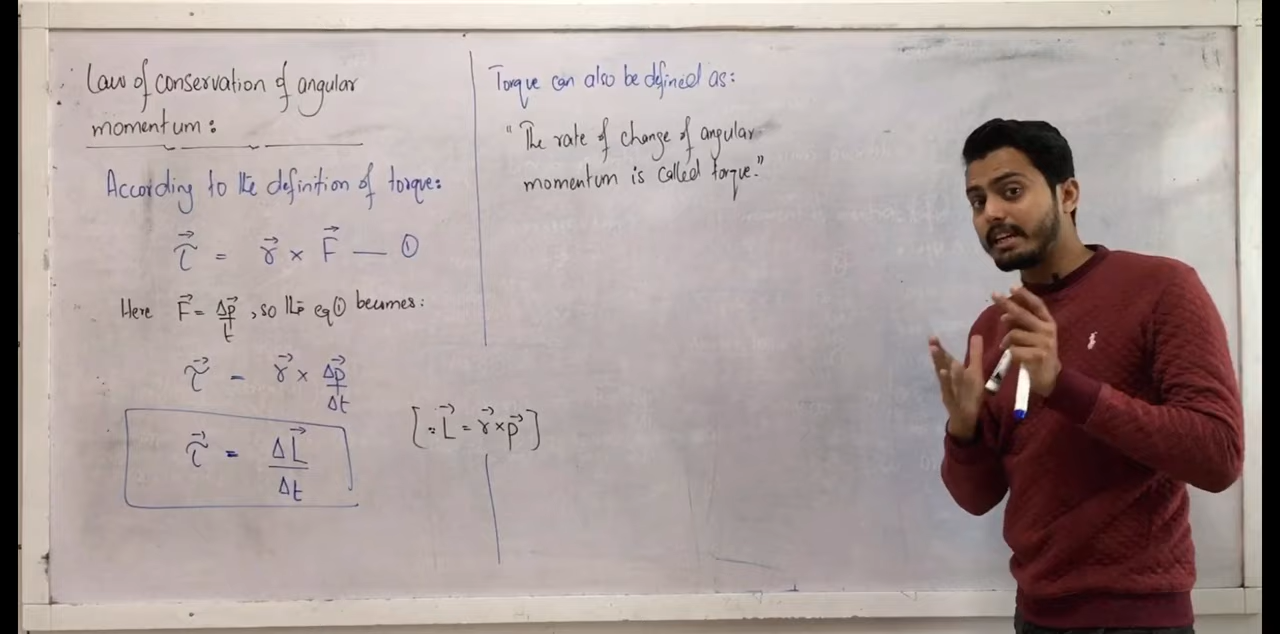 Law of conservation of angular
momentum:
According to the definition of torque:
τ⃗ = r⃗ × F⃗ — ①
Here F⃗ = Δp⃗/t , so the eq① becomes:
τ⃗ = r⃗ × Δp⃗/Δt
τ⃗ = ΔL⃗/Δt
[∵ L⃗ = r⃗ × p⃗]
Torque can also be defined as:
"The rate of change of angular
momentum is called torque."